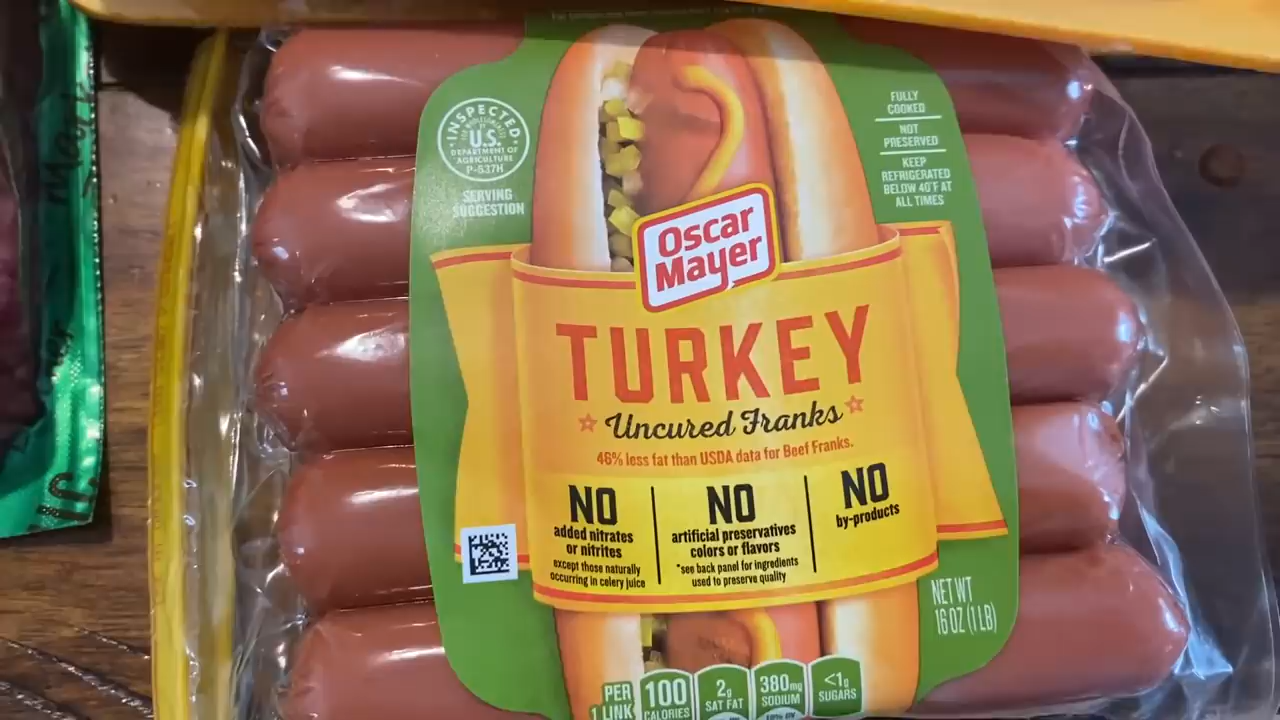 INSPECTED
U.S.
DEPARTMENT OF
AGRICULTURE
P-537H
SERVING
SUGGESTION
FULLY
COOKED
NOT
PRESERVED
KEEP
REFRIGERATED
BELOW 40°F AT
ALL TIMES
Oscar
Mayer
TURKEY
Uncured Franks
46% less fat than USDA data for Beef Franks.
NO
added nitrates
or nitrites
except those naturally
occurring in celery juice
NO
artificial preservatives
colors or flavors
*see back panel for ingredients
used to preserve quality
NO
by-products
NET WT
16 OZ (1 LB)
PER
1 LINK
100
CALORIES
2g
SAT FAT
380mg
SODIUM
<1g
SUGARS